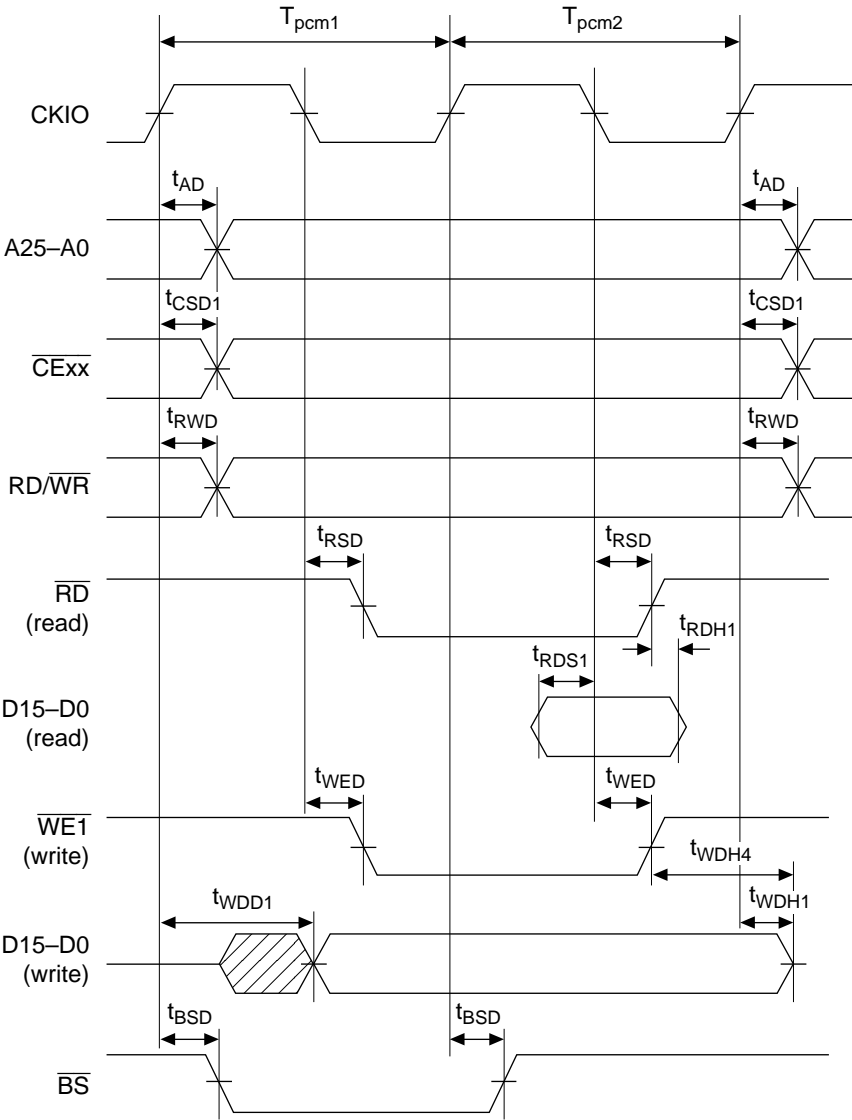 Tpcm1 Tpcm2
CKIO
tAD tAD
A25–A0
tCSD1 tCSD1
CExx
tRWD tRWD
RD/WR
tRSD tRSD
RD
(read)
tRDH1
tRDS1
D15–D0
(read)
tWED tWED
WE1
(write)
tWDH4
tWDD1 tWDH1
D15–D0
(write)
tBSD tBSD
BS